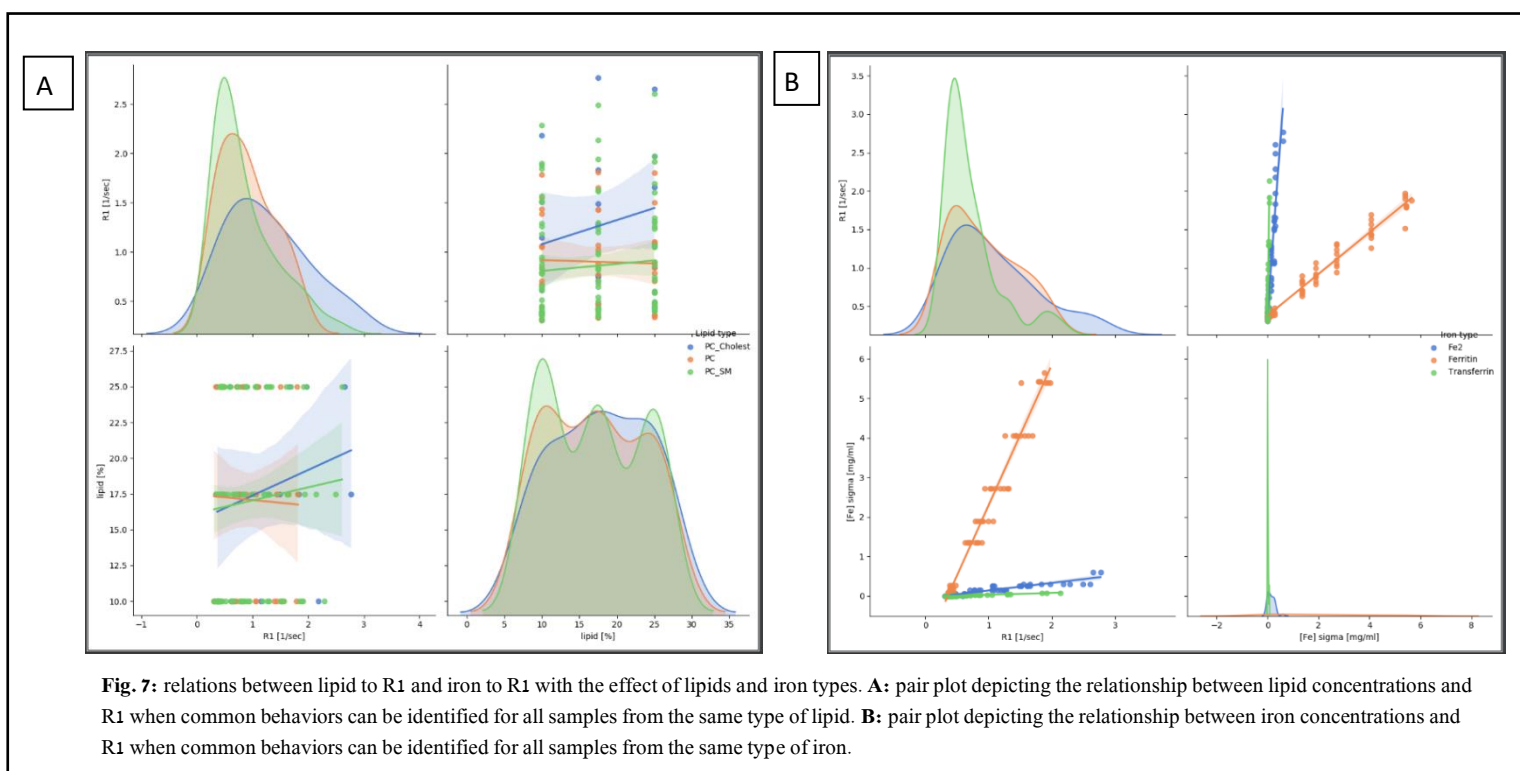 A
R1 [1/sec]
2.5
2.0
1.5
1.0
0.5
Lipid type
PC_Cholest
PC
PC_SM
lipid [%]
27.5
25.0
22.5
20.0
17.5
15.0
12.5
10.0
−1 0 1 2 3 4
R1 [1/sec]
0 5 10 15 20 25 30 35
lipid [%]
B
R1 [1/sec]
3.5
3.0
2.5
2.0
1.5
1.0
0.5
Iron type
Fe2
Ferritin
Transferrin
[Fe] sigma [mg/ml]
6
5
4
3
2
1
0
0 1 2 3
R1 [1/sec]
−2 0 2 4 6 8
[Fe] sigma [mg/ml]
Fig. 7: relations between lipid to R1 and iron to R1 with the effect of lipids and iron types. A: pair plot depicting the relationship between lipid concentrations and
R1 when common behaviors can be identified for all samples from the same type of lipid. B: pair plot depicting the relationship between iron concentrations and
R1 when common behaviors can be identified for all samples from the same type of iron.